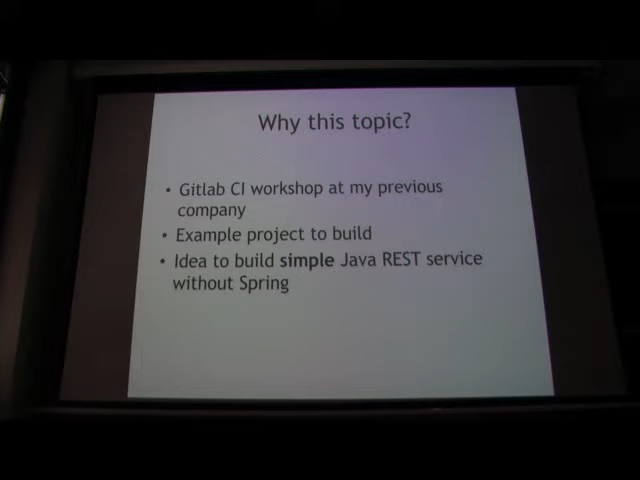 Why this topic?
• Gitlab CI workshop at my previous
company
• Example project to build
• Idea to build simple Java REST service
without Spring